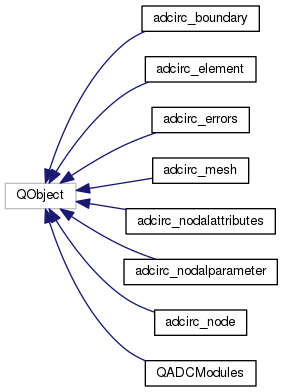 adcirc_boundary
adcirc_element
adcirc_errors
adcirc_mesh
QObject
adcirc_nodalattributes
adcirc_nodalparameter
adcirc_node
QADCModules